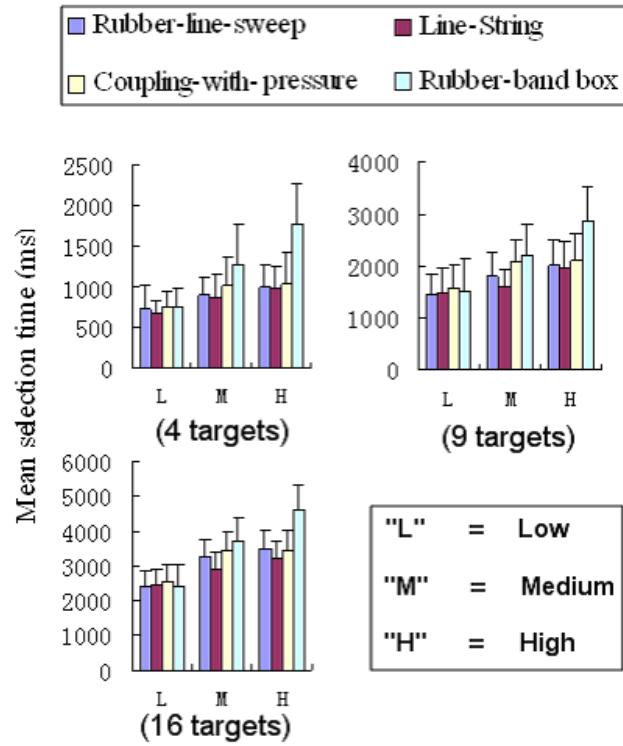 Rubber-line-sweep Line-String
Coupling-with-pressure Rubber-band box
Mean selection time (ms)
2500
2000
1500
1000
500
0
L M H
(4 targets)
4000
3000
2000
1000
0
L M H
(9 targets)
6000
5000
4000
3000
2000
1000
0
L M H
(16 targets)
"L" = Low
"M" = Medium
"H" = High